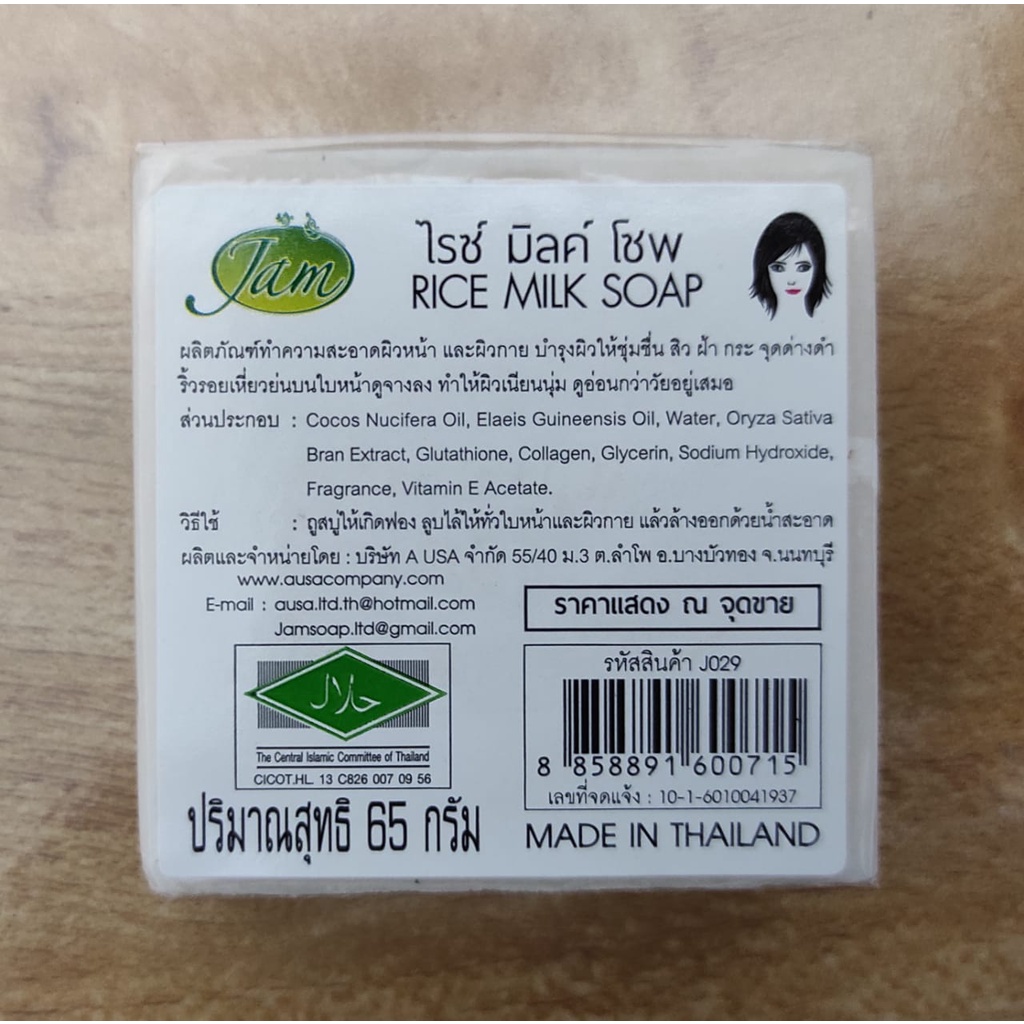 Jam
ไรซ์ มิลค์ โซพ
RICE MILK SOAP
ผลิตภัณฑ์ทำความสะอาดผิวหน้า และผิวกาย บำรุงผิวให้ชุ่มชื่น สิว ฝ้า กระ จุดด่างดำ
ริ้วรอยเหี่ยวย่นบนใบหน้าดูจางลง ทำให้ผิวเนียนนุ่ม ดูอ่อนกว่าวัยอยู่เสมอ
ส่วนประกอบ : Cocos Nucifera Oil, Elaeis Guineensis Oil, Water, Oryza Sativa
Bran Extract, Glutathione, Collagen, Glycerin, Sodium Hydroxide,
Fragrance, Vitamin E Acetate.
วิธีใช้ : ถูสบู่ให้เกิดฟอง ลูบไล้ให้ทั่วใบหน้าและผิวกาย แล้วล้างออกด้วยน้ำสะอาด
ผลิตและจำหน่ายโดย : บริษัท A USA จำกัด 55/40 ม.3 ต.ลำโพ อ.บางบัวทอง จ.นนทบุรี
www.ausacompany.com
E-mail : ausa.ltd.th@hotmail.com
Jamsoap.ltd@gmail.com
ราคาแสดง ณ จุดขาย
حلال
The Central Islamic Committee of Thailand
CICOT.HL. 13 C826 007 09 56
รหัสสินค้า J029
8 858891 600715
เลขที่จดแจ้ง : 10-1-6010041937
ปริมาณสุทธิ 65 กรัม
MADE IN THAILAND